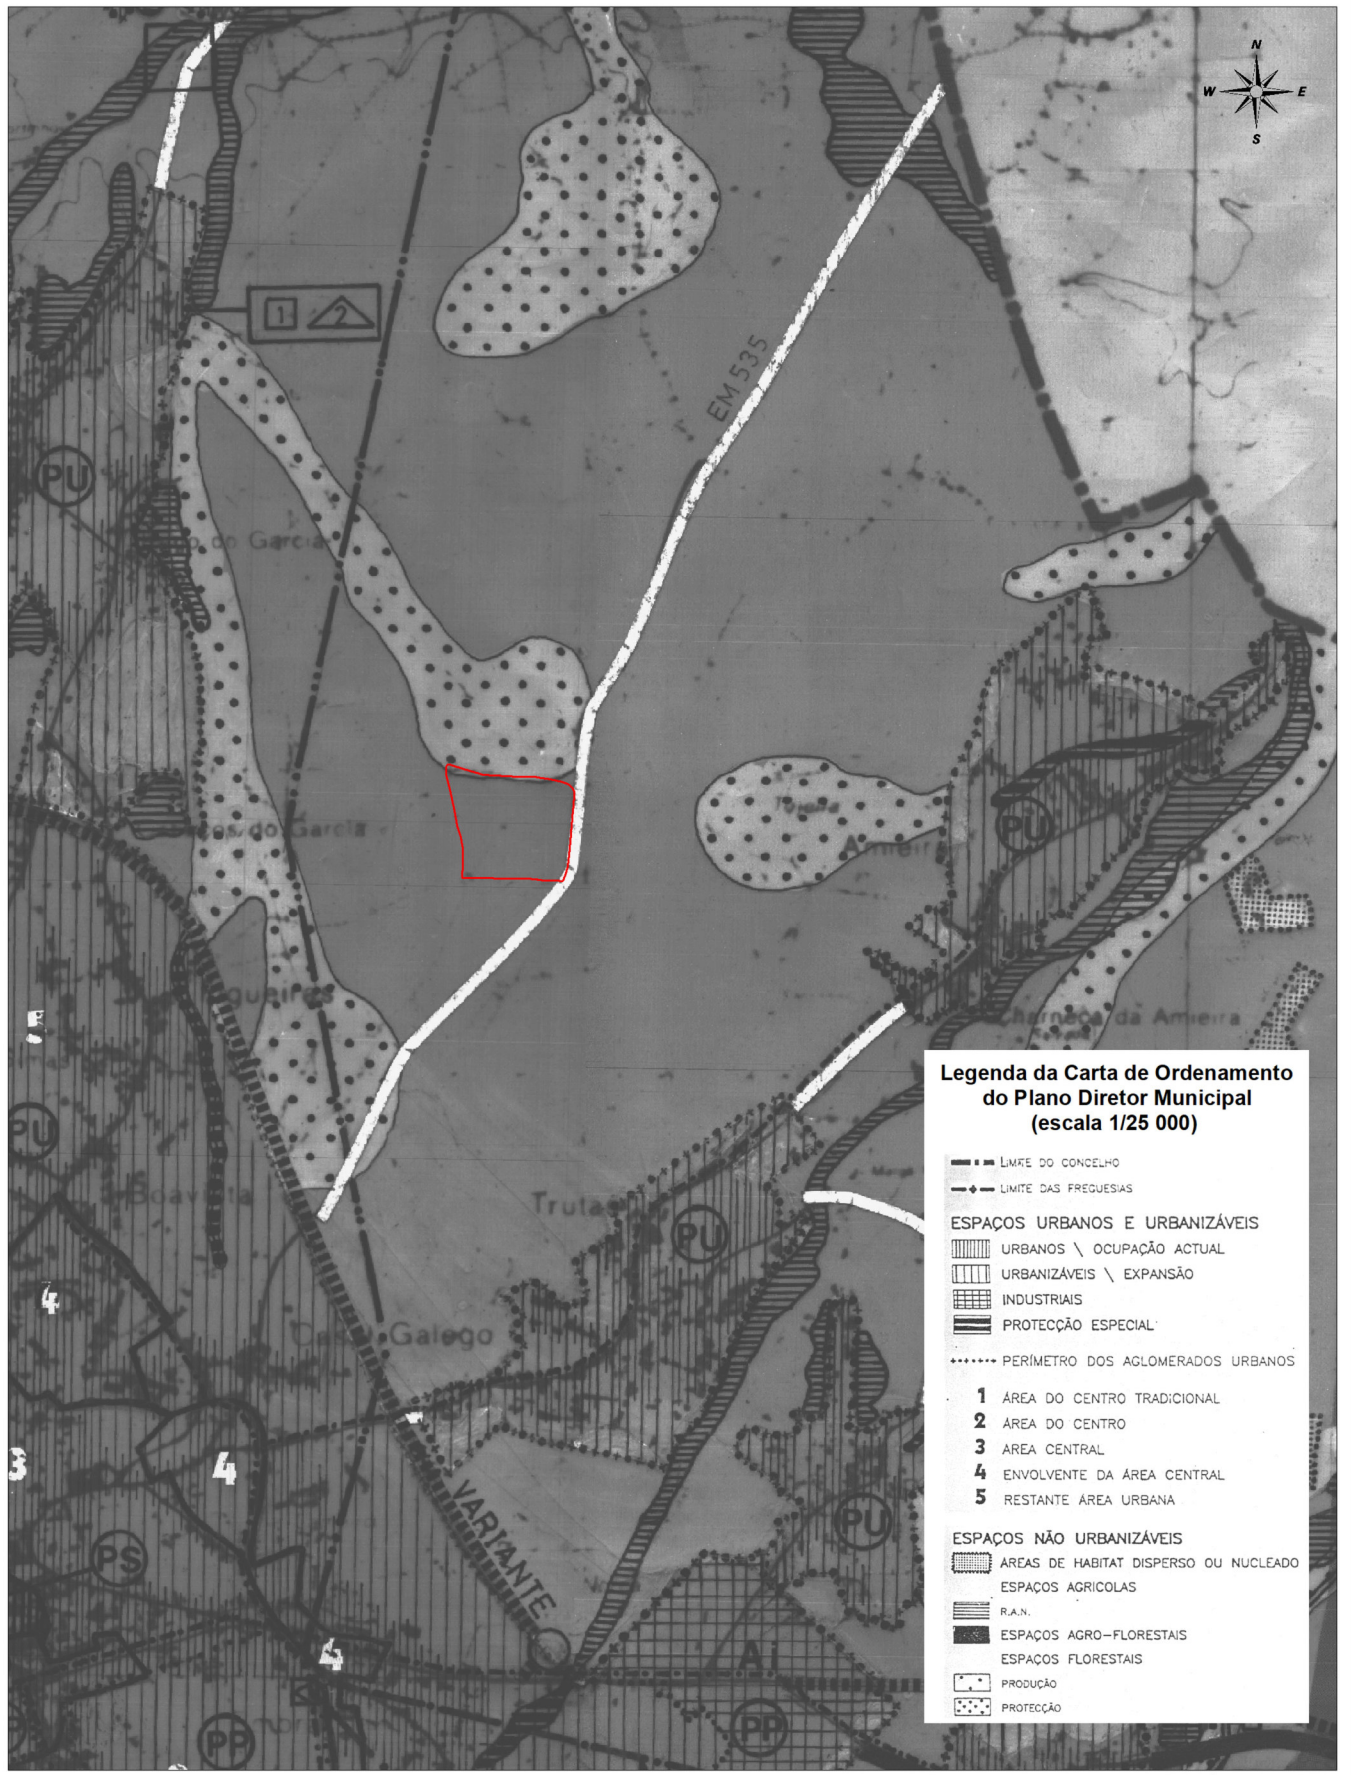 N
W E
S
1 2
EM 535
PU
do Garcia
Garcia
Amieira
PU
Charneca da Amieira
PU
Boavista
Trutas
PU
4
Galego
3
4
VARIANTE
PU
PS
4
A
PP
PP
Legenda da Carta de Ordenamento
do Plano Diretor Municipal
(escala 1/25 000)
LIMITE DO CONCELHO
LIMITE DAS FREGUESIAS
ESPAÇOS URBANOS E URBANIZÁVEIS
URBANOS \ OCUPAÇÃO ACTUAL
URBANIZÁVEIS \ EXPANSÃO
INDUSTRIAIS
PROTECÇÃO ESPECIAL
PERÍMETRO DOS AGLOMERADOS URBANOS
1 ÁREA DO CENTRO TRADICIONAL
2 ÁREA DO CENTRO
3 ÁREA CENTRAL
4 ENVOLVENTE DA ÁREA CENTRAL
5 RESTANTE ÁREA URBANA
ESPAÇOS NÃO URBANIZÁVEIS
ÁREAS DE HABITAT DISPERSO OU NUCLEADO
ESPAÇOS AGRICOLAS
R.A.N.
ESPAÇOS AGRO-FLORESTAIS
ESPAÇOS FLORESTAIS
PRODUÇÃO
PROTECÇÃO